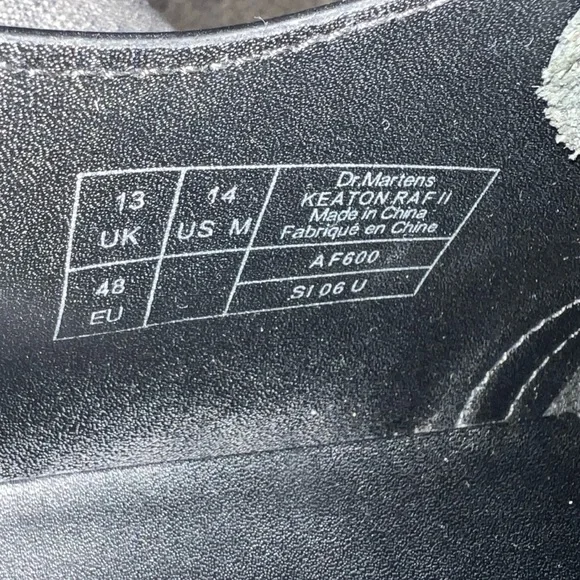 13
UK
14
US M
Dr.Martens
KEATON RAF II
Made in China
Fabriqué en Chine
48
EU
AF600
SI 06 U